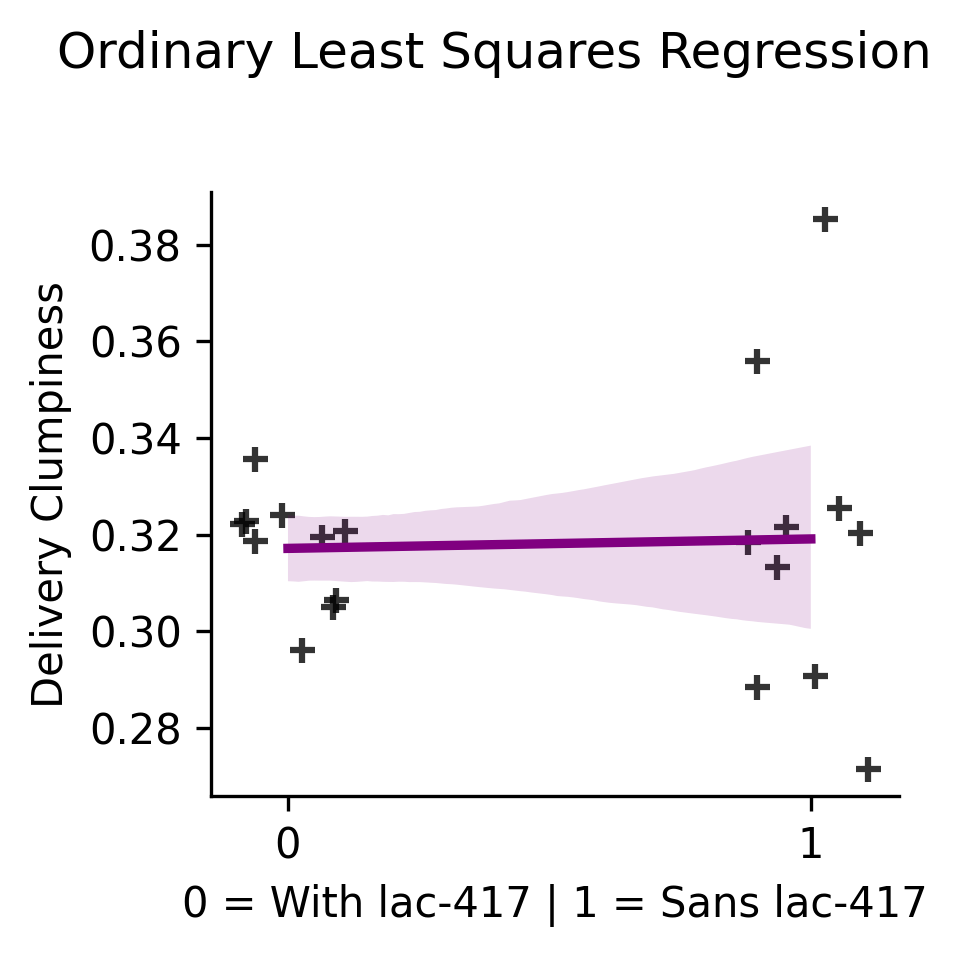 Ordinary Least Squares Regression
0.38
0.36
0.34
0.32
0.30
0.28
Delivery Clumpiness
0 1
0 = With lac-417 | 1 = Sans lac-417